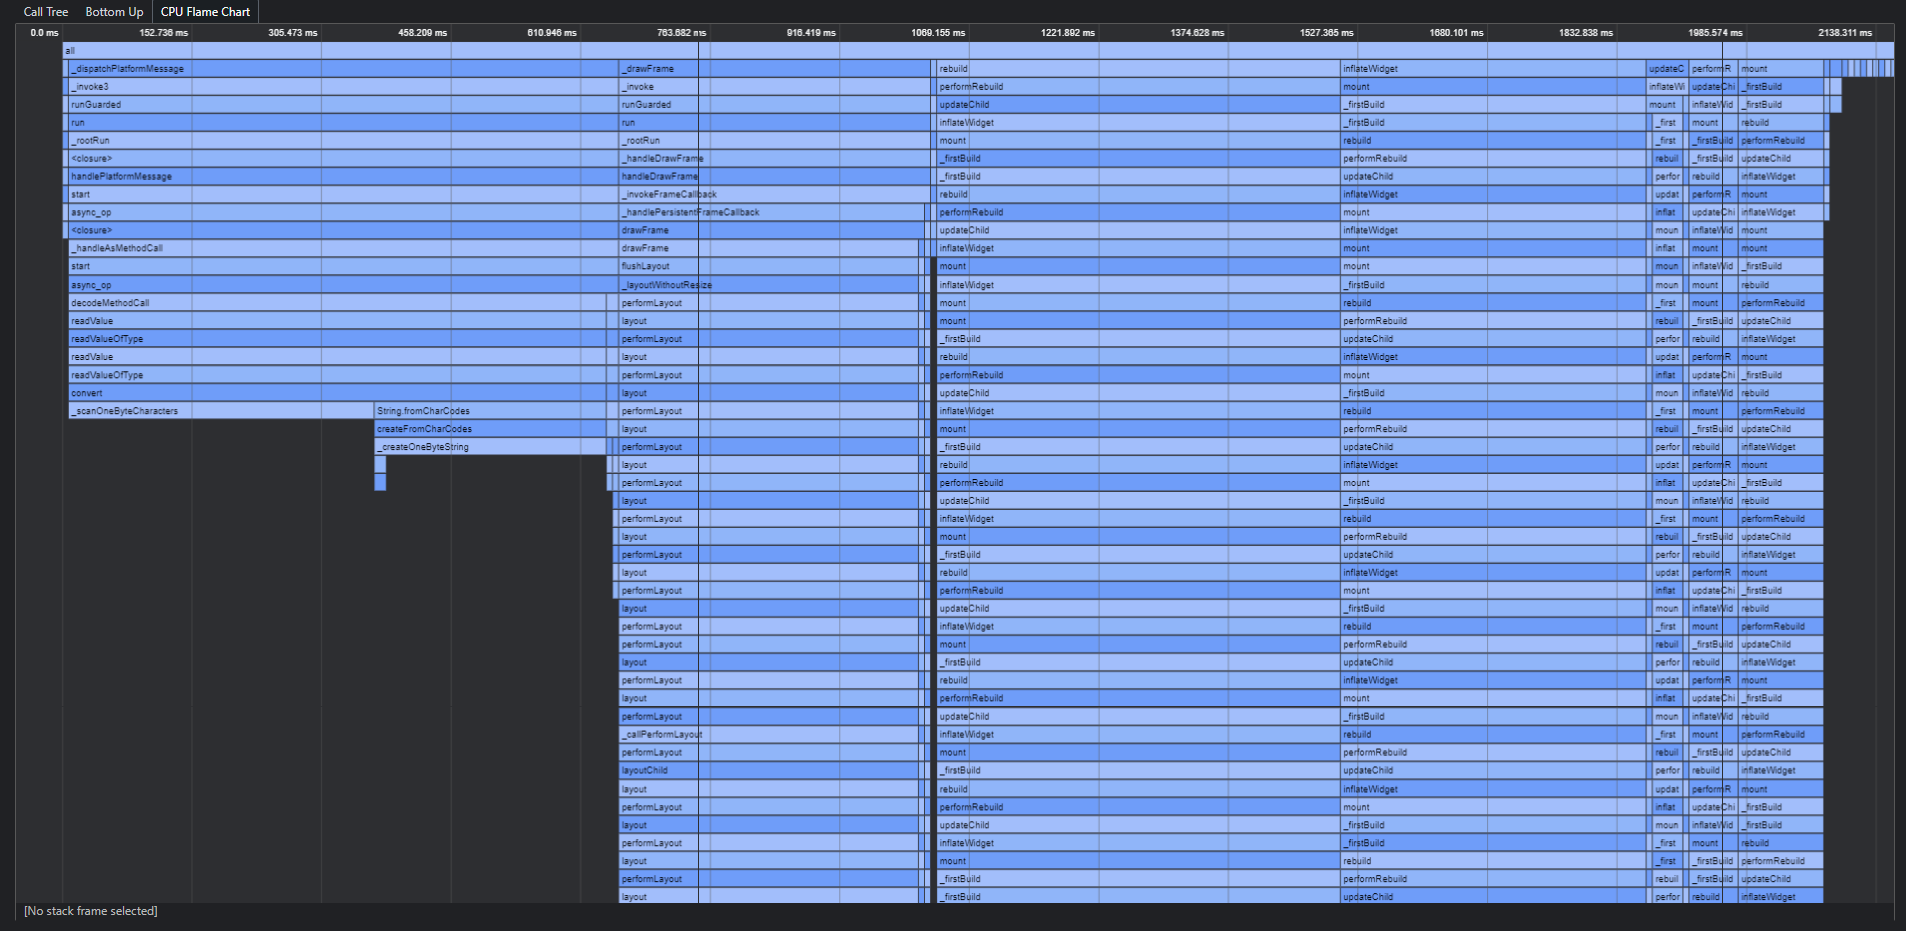 Call Tree Bottom Up CPU Flame Chart
0.0 ms 152.736 ms 305.473 ms 458.209 ms 610.946 ms 763.682 ms 916.419 ms 1069.155 ms 1221.892 ms 1374.628 ms 1527.365 ms 1680.101 ms 1832.838 ms 1985.574 ms 2138.311 ms
all
_dispatchPlatformMessage _drawFrame rebuild inflateWidget updateC performR mount
_invoke3 _invoke performRebuild mount inflateWi updateChi _firstBuild
runGuarded runGuarded updateChild _firstBuild mount inflateWid _firstBuild
run run inflateWidget _firstBuild _first mount rebuild
_rootRun _rootRun mount rebuild _first _firstBuild performRebuild
<closure> _handleDrawFrame _firstBuild performRebuild rebuil _firstBuild updateChild
handlePlatformMessage handleDrawFrame _firstBuild updateChild perfor rebuild inflateWidget
start _invokeFrameCallback rebuild inflateWidget updat performR mount
async_op _handlePersistentFrameCallback performRebuild mount inflat updateChi inflateWidget
<closure> drawFrame updateChild inflateWidget moun inflateWid mount
_handleAsMethodCall drawFrame inflateWidget mount inflat mount mount
start flushLayout mount mount moun inflateWid _firstBuild
async_op _layoutWithoutResize inflateWidget _firstBuild moun mount rebuild
decodeMethodCall performLayout mount rebuild _first mount performRebuild
readValue layout mount performRebuild rebuil _firstBuild updateChild
readValueOfType performLayout _firstBuild updateChild perfor rebuild inflateWidget
readValue layout rebuild inflateWidget updat performR mount
readValueOfType performLayout performRebuild mount inflat updateChi _firstBuild
convert layout updateChild _firstBuild moun inflateWid rebuild
_scanOneByteCharacters String.fromCharCodes performLayout inflateWidget rebuild _first mount performRebuild
createFromCharCodes layout mount performRebuild rebuil _firstBuild updateChild
_createOneByteString performLayout _firstBuild updateChild perfor rebuild inflateWidget
layout rebuild inflateWidget updat performR mount
performLayout performRebuild mount inflat updateChi _firstBuild
layout updateChild _firstBuild moun inflateWid rebuild
performLayout inflateWidget rebuild _first mount performRebuild
layout mount performRebuild rebuil _firstBuild updateChild
performLayout _firstBuild updateChild perfor rebuild inflateWidget
layout rebuild inflateWidget updat performR mount
performLayout performRebuild mount inflat updateChi _firstBuild
layout updateChild _firstBuild moun inflateWid rebuild
performLayout inflateWidget rebuild _first mount performRebuild
performLayout mount performRebuild rebuil _firstBuild updateChild
layout _firstBuild updateChild perfor rebuild inflateWidget
performLayout rebuild inflateWidget updat performR mount
layout performRebuild mount inflat updateChi _firstBuild
performLayout updateChild _firstBuild moun inflateWid rebuild
_callPerformLayout inflateWidget rebuild _first mount performRebuild
performLayout mount performRebuild rebuil _firstBuild updateChild
layoutChild _firstBuild updateChild perfor rebuild inflateWidget
layout rebuild inflateWidget updat performR mount
performLayout performRebuild mount inflat updateChi _firstBuild
layout updateChild _firstBuild moun inflateWid _firstBuild
performLayout inflateWidget _firstBuild _first mount rebuild
layout mount rebuild _first _firstBuild performRebuild
performLayout _firstBuild performRebuild rebuil _firstBuild updateChild
layout _firstBuild updateChild perfor rebuild inflateWidget
[No stack frame selected]